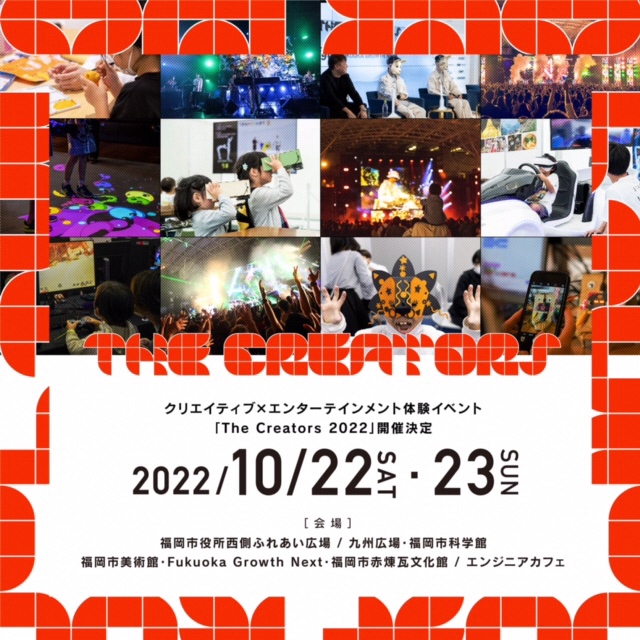 THE CREATORS
クリエイティブ×エンターテインメント体験イベント
「The Creators 2022」開催決定
2022/10/22 SAT・23 SUN
[会場]
福岡市役所西側ふれあい広場 / 九州広場・福岡市科学館
福岡市美術館・Fukuoka Growth Next・福岡市赤煉瓦文化館 / エンジニアカフェ